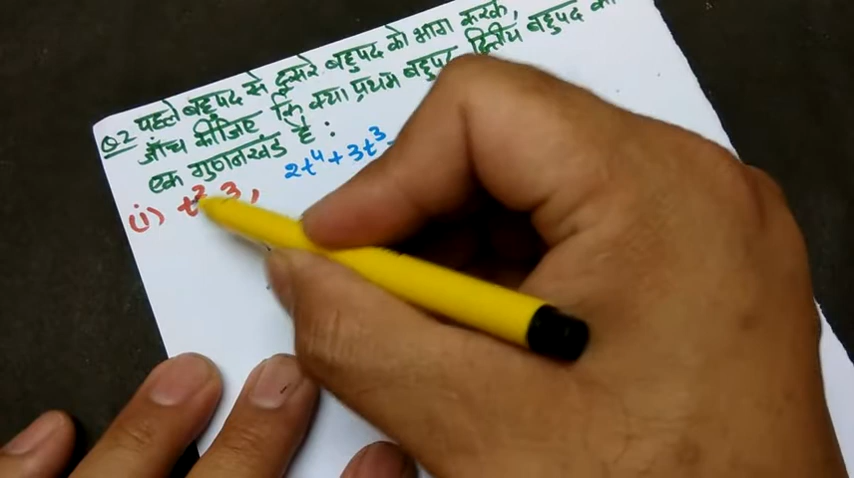 Q2 पहले बहुपद से दूसरे बहुपद को भाग करके,
जाँच कीजिए कि क्या प्रथम बहुपद द्वितीय बहुपद का
एक गुणनखंड है :
(i) t² 3, 2t⁴ + 3t³